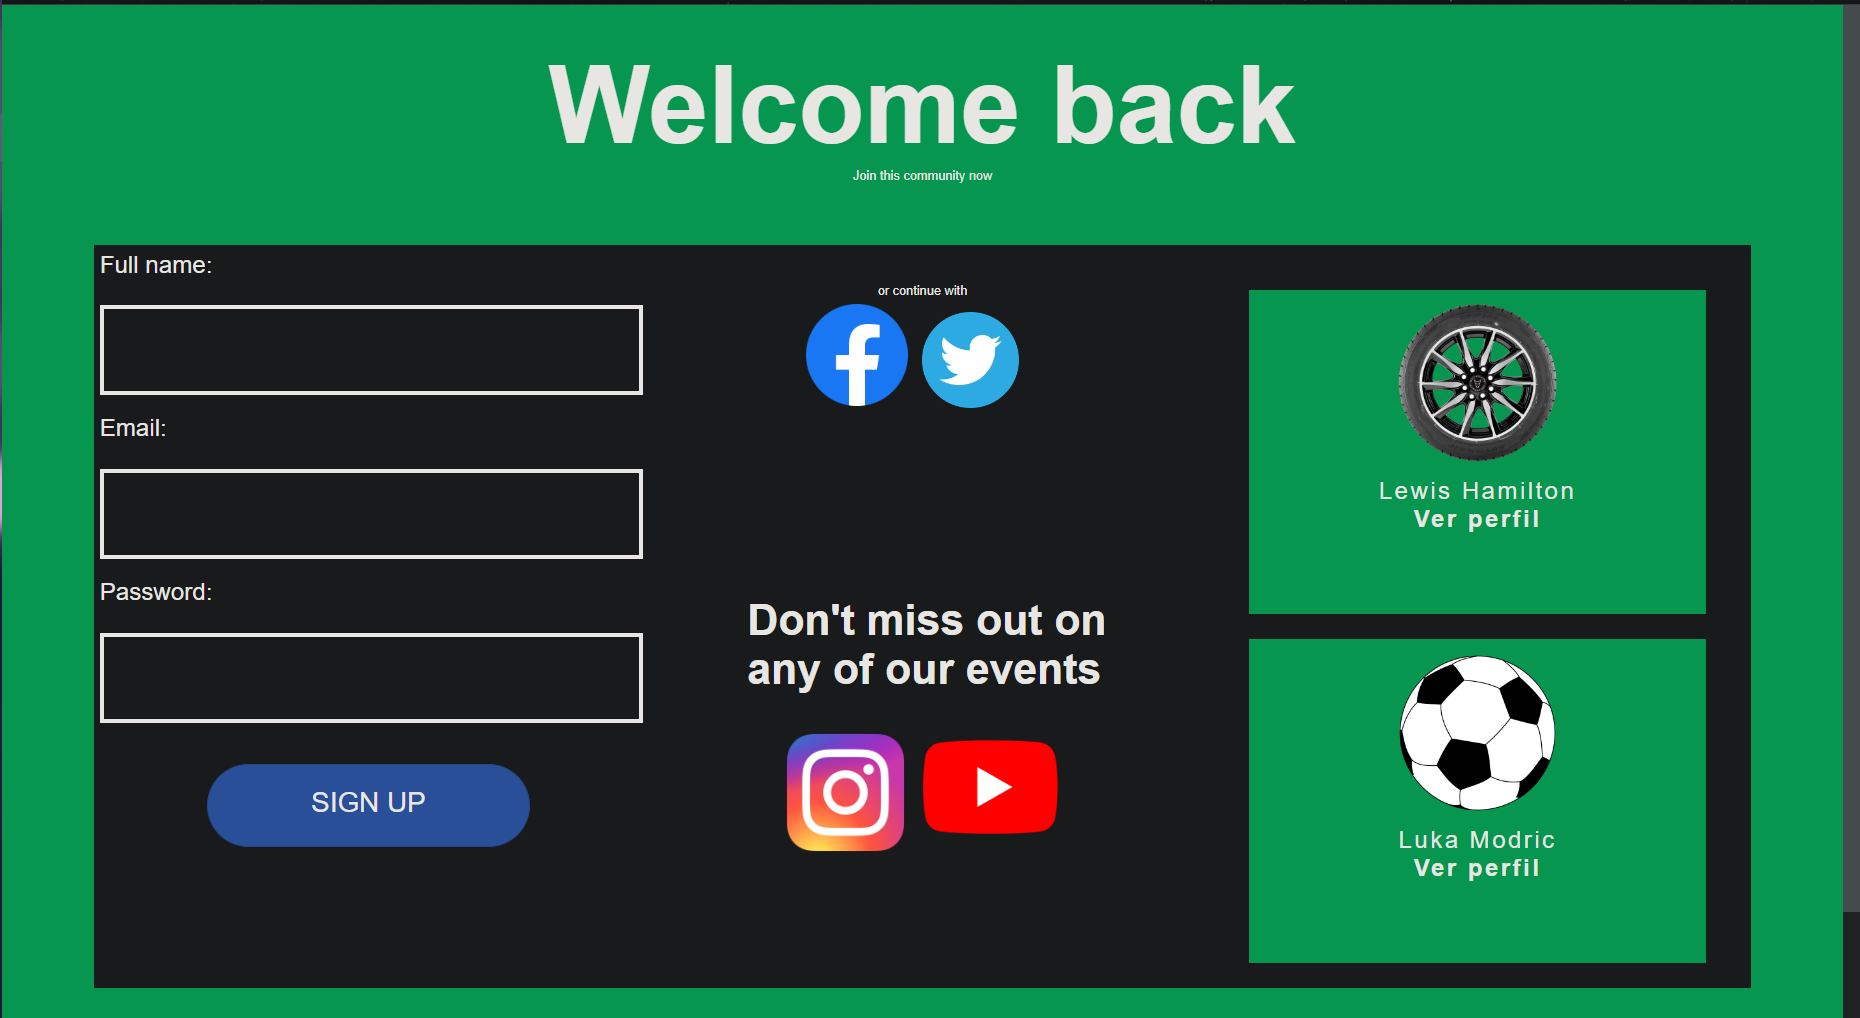 Welcome back
Join this community now
Full name:
Email:
Password:
SIGN UP
or continue with
Don't miss out on
any of our events
Lewis Hamilton
Ver perfil
Luka Modric
Ver perfil